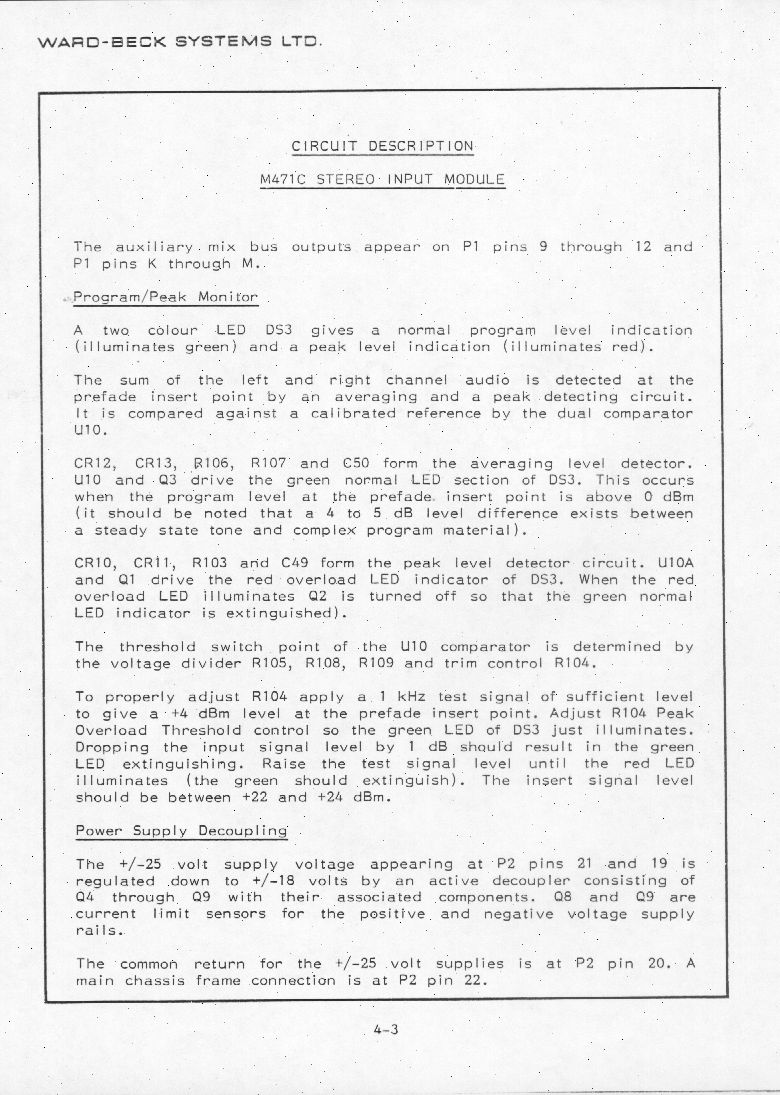 WARD-BECK SYSTEMS LTD.
CIRCUIT DESCRIPTION
M471C STEREO INPUT MODULE
The auxiliary mix bus outputs appear on P1 pins 9 through 12 and
P1 pins K through M.
Program/Peak Monitor
A two colour LED DS3 gives a normal program level indication
(illuminates green) and a peak level indication (illuminates red).
The sum of the left and right channel audio is detected at the
prefade insert point by an averaging and a peak detecting circuit.
It is compared against a calibrated reference by the dual comparator
U10.
CR12, CR13, R106, R107 and C50 form the averaging level detector.
U10 and Q3 drive the green normal LED section of DS3. This occurs
when the program level at the prefade insert point is above 0 dBm
(it should be noted that a 4 to 5 dB level difference exists between
a steady state tone and complex program material).
CR10, CR11, R103 and C49 form the peak level detector circuit. U10A
and Q1 drive the red overload LED indicator of DS3. When the red
overload LED illuminates Q2 is turned off so that the green normal
LED indicator is extinguished).
The threshold switch point of the U10 comparator is determined by
the voltage divider R105, R108, R109 and trim control R104.
To properly adjust R104 apply a 1 kHz test signal of sufficient level
to give a +4 dBm level at the prefade insert point. Adjust R104 Peak
Overload Threshold control so the green LED of DS3 just illuminates.
Dropping the input signal level by 1 dB should result in the green
LED extinguishing. Raise the test signal level until the red LED
illuminates (the green should extinguish). The insert signal level
should be between +22 and +24 dBm.
Power Supply Decoupling
The +/-25 volt supply voltage appearing at P2 pins 21 and 19 is
regulated down to +/-18 volts by an active decoupler consisting of
Q4 through Q9 with their associated components. Q8 and Q9 are
current limit sensors for the positive and negative voltage supply
rails.
The common return for the +/-25 volt supplies is at P2 pin 20. A
main chassis frame connection is at P2 pin 22.
4-3